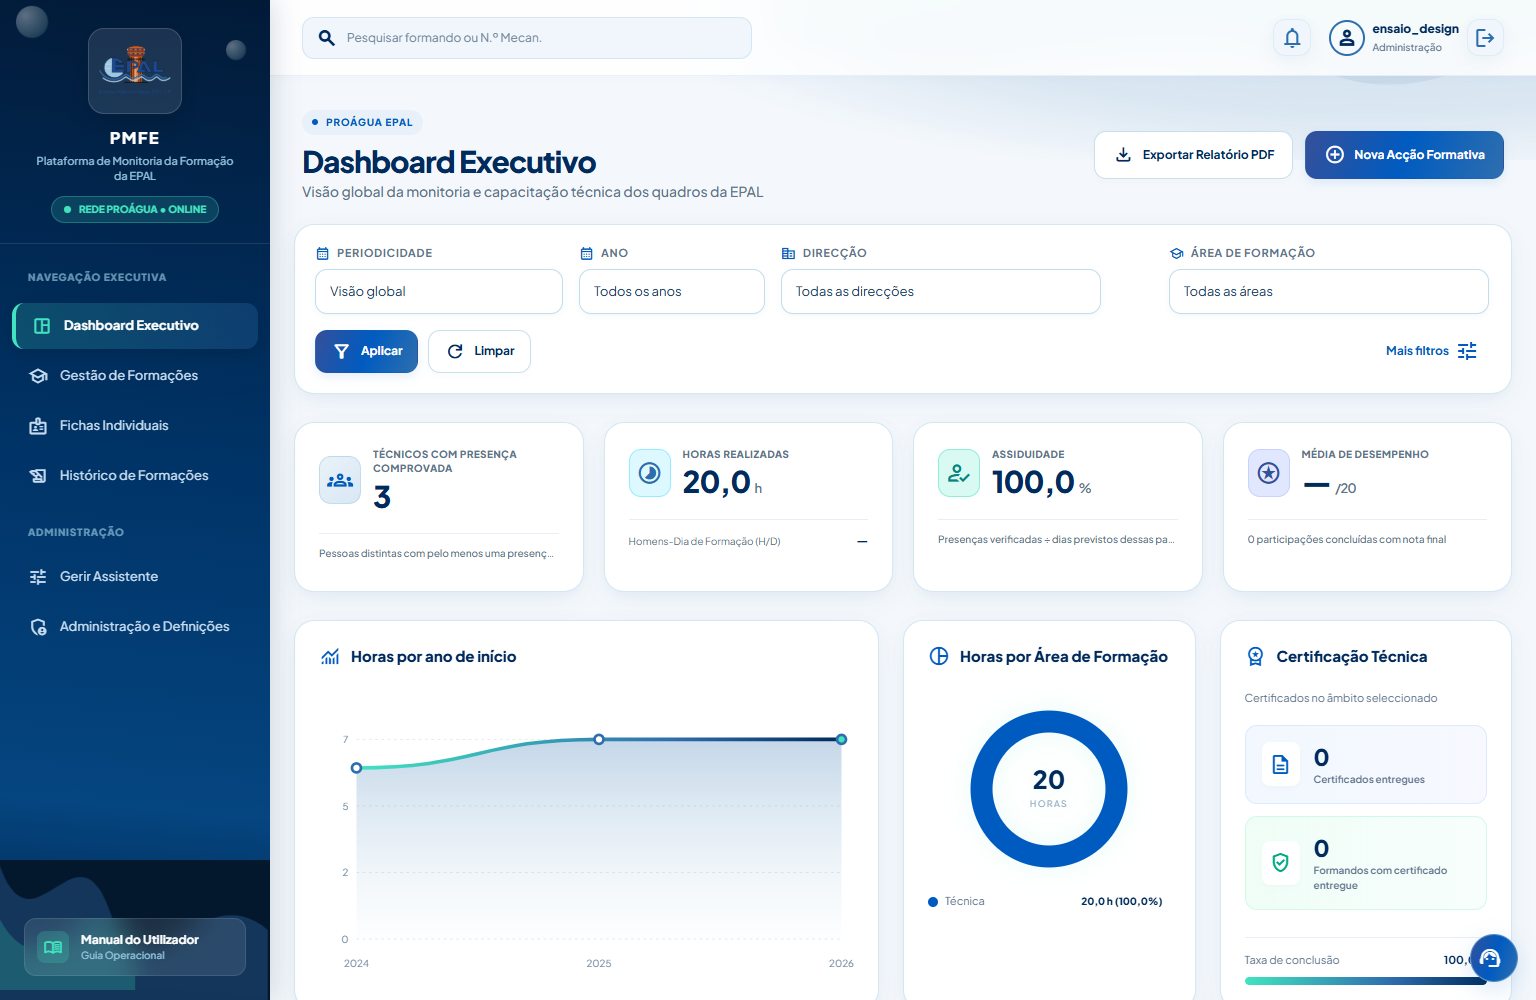 EPAL
PMFE
Plataforma de Monitoria da Formação
da EPAL
REDE PROÁGUA • ONLINE
NAVEGAÇÃO EXECUTIVA
Dashboard Executivo
Gestão de Formações
Fichas Individuais
Histórico de Formações
ADMINISTRAÇÃO
Gerir Assistente
Administração e Definições
Manual do Utilizador
Guia Operacional
Pesquisar formando ou N.º Mecan.
ensaio_design
Administração
PROÁGUA EPAL
Dashboard Executivo
Visão global da monitoria e capacitação técnica dos quadros da EPAL
Exportar Relatório PDF
Nova Acção Formativa
PERIODICIDADE
ANO
DIRECÇÃO
ÁREA DE FORMAÇÃO
Visão global
Todos os anos
Todas as direcções
Todas as áreas
Aplicar
Limpar
Mais filtros
TÉCNICOS COM PRESENÇA
COMPROVADA
3
Pessoas distintas com pelo menos uma presenç...
HORAS REALIZADAS
20,0 h
Homens-Dia de Formação (H/D) —
ASSIDUIDADE
100,0 %
Presenças verificadas ÷ dias previstos dessas pa...
MÉDIA DE DESEMPENHO
— /20
0 participações concluídas com nota final
Horas por ano de início
7
5
2
0
2024 2025 2026
Horas por Área de Formação
20
HORAS
Técnica 20,0 h (100,0%)
Certificação Técnica
Certificados no âmbito seleccionado
0
Certificados entregues
0
Formandos com certificado
entregue
Taxa de conclusão 100,